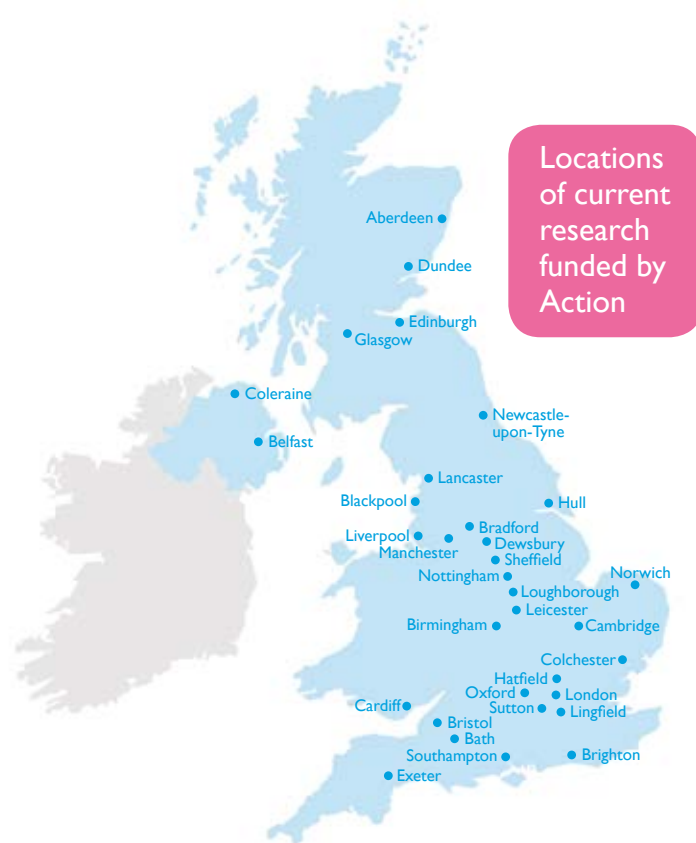 Locations
of current
research
funded by
Action
Aberdeen
Dundee
Edinburgh
Glasgow
Coleraine
Belfast
Newcastle-
upon-Tyne
Lancaster
Blackpool
Hull
Bradford
Liverpool
Dewsbury
Manchester
Sheffield
Nottingham
Norwich
Loughborough
Leicester
Birmingham
Cambridge
Colchester
Hatfield
Oxford
London
Cardiff
Sutton
Lingfield
Bristol
Bath
Southampton
Brighton
Exeter